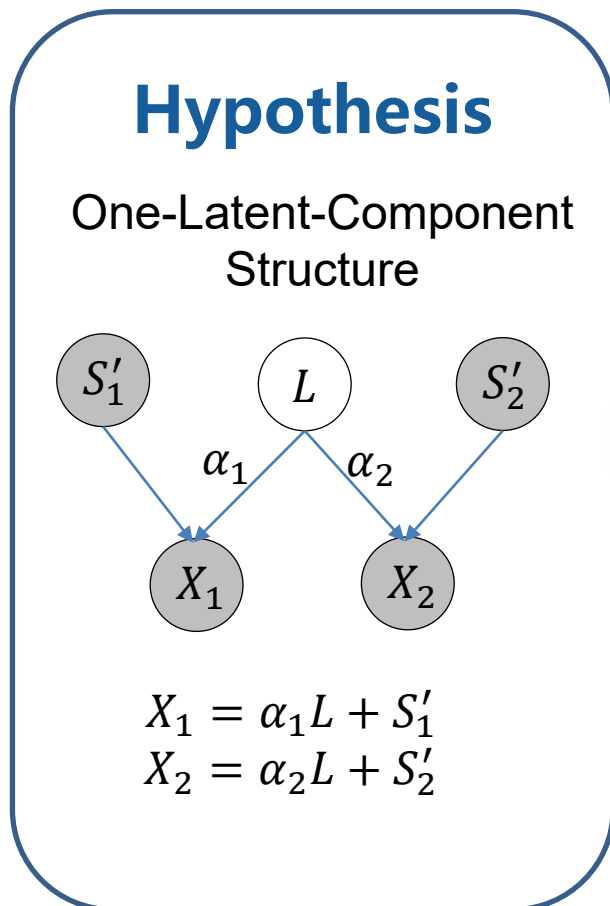 Hypothesis
One-Latent-Component
Structure
S′₁ L S′₂
α₁ α₂
X₁ X₂
X₁ = α₁L + S′₁
X₂ = α₂L + S′₂